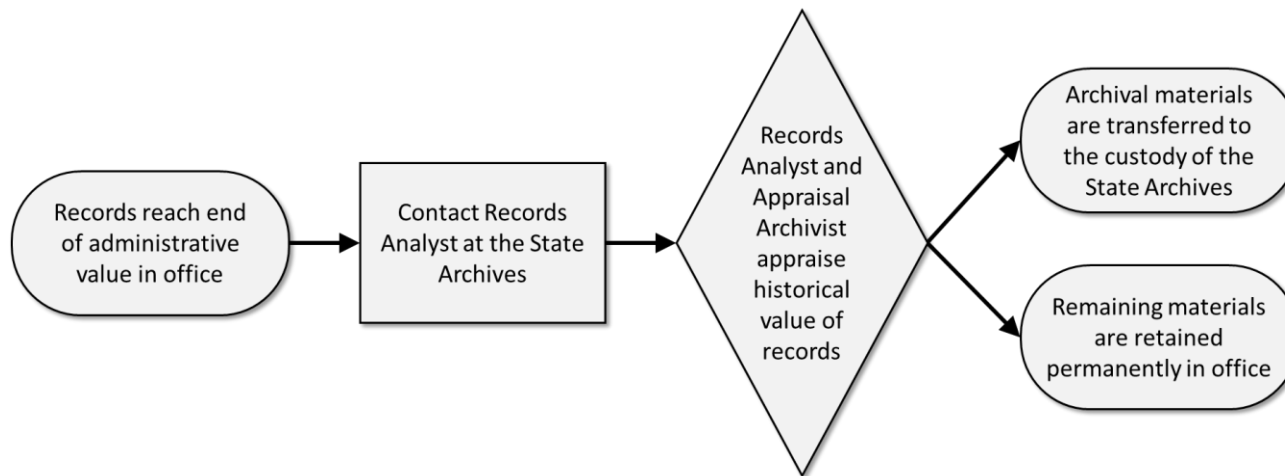 Records reach end
of administrative
value in office
Contact Records
Analyst at the State
Archives
Records
Analyst and
Appraisal
Archivist
appraise
historical
value of
records
Archival materials
are transferred to
the custody of the
State Archives
Remaining materials
are retained
permanently in office